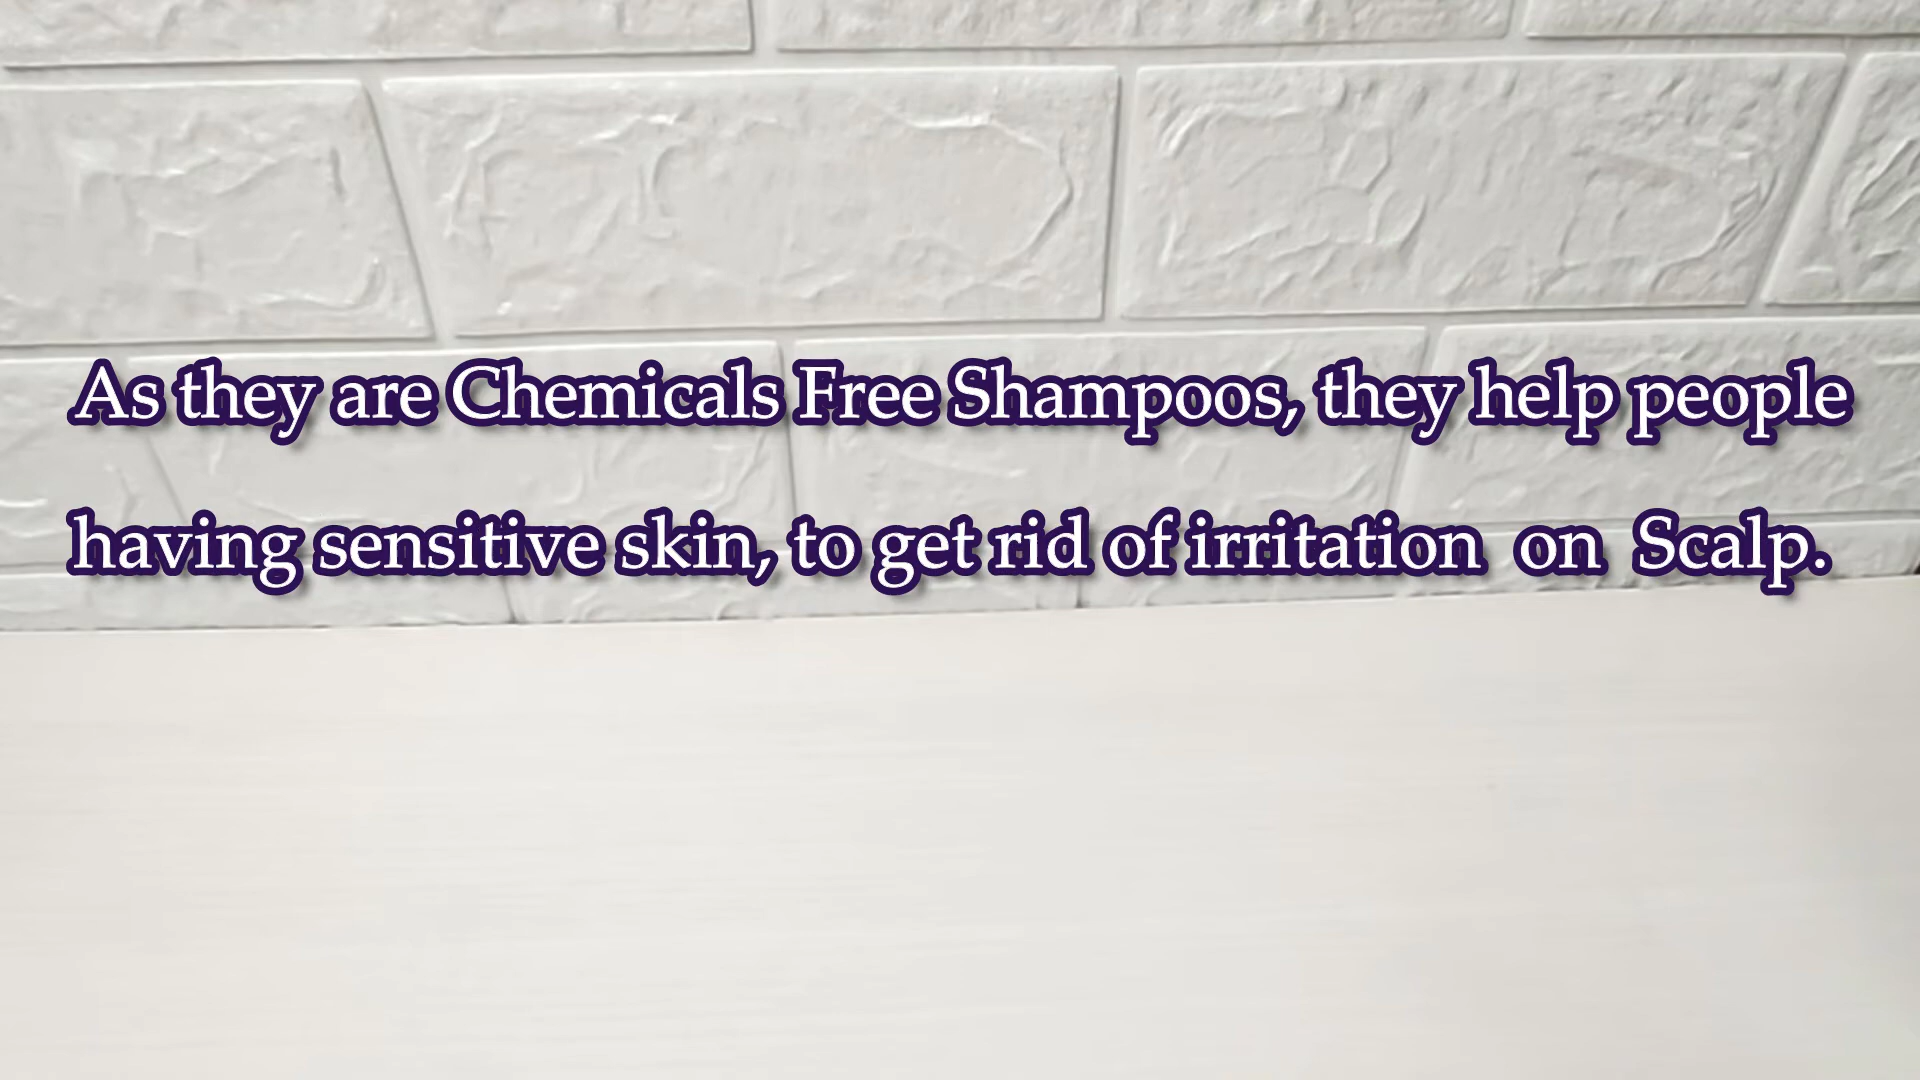 As they are Chemicals Free Shampoos, they help people
having sensitive skin, to get rid of irritation on Scalp.